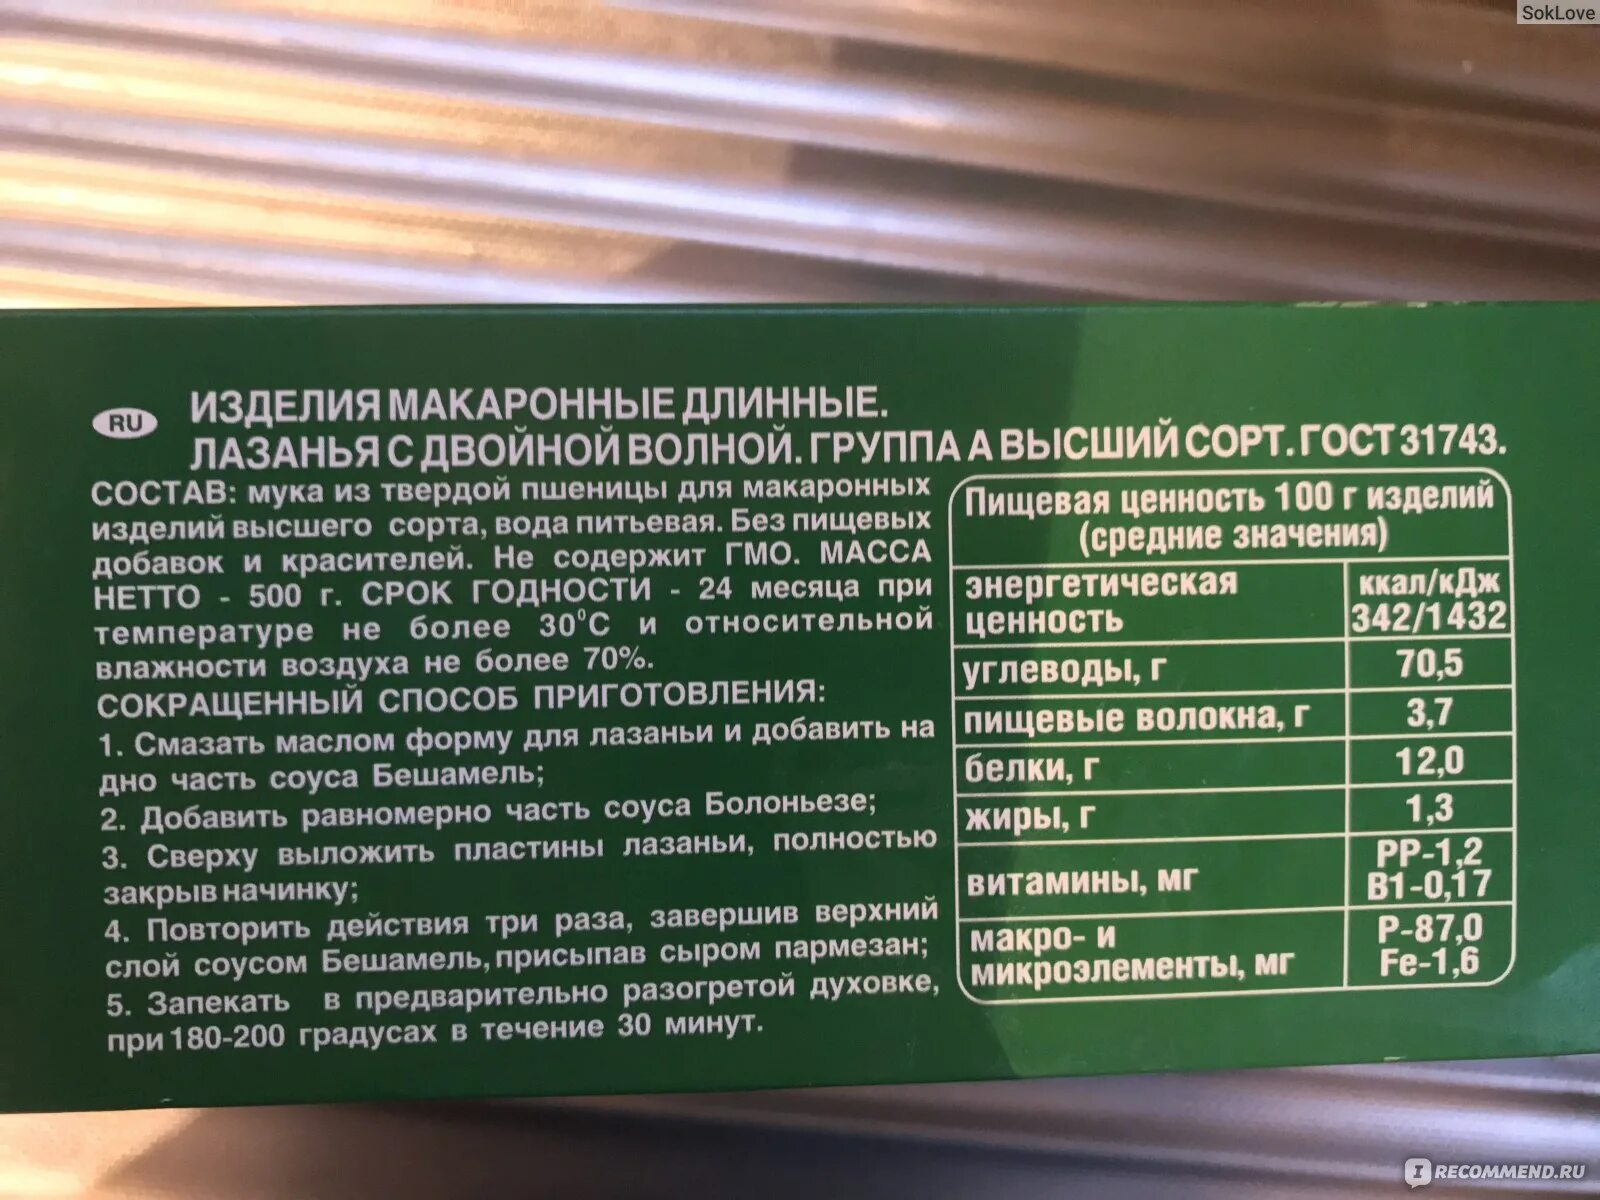 SokLove
RU
ИЗДЕЛИЯ МАКАРОННЫЕ ДЛИННЫЕ.
ЛАЗАНЬЯ С ДВОЙНОЙ ВОЛНОЙ. ГРУППА А ВЫСШИЙ СОРТ. ГОСТ 31743.
СОСТАВ: мука из твердой пшеницы для макаронных
изделий высшего сорта, вода питьевая. Без пищевых
добавок и красителей. Не содержит ГМО. МАССА
НЕТТО - 500 г. СРОК ГОДНОСТИ - 24 месяца при
температуре не более 30⁰С и относительной
влажности воздуха не более 70%.
СОКРАЩЕННЫЙ СПОСОБ ПРИГОТОВЛЕНИЯ:
1. Смазать маслом форму для лазаньи и добавить на
дно часть соуса Бешамель;
2. Добавить равномерно часть соуса Болоньезе;
3. Сверху выложить пластины лазаньи, полностью
закрыв начинку;
4. Повторить действия три раза, завершив верхний
слой соусом Бешамель, присыпав сыром пармезан;
5. Запекать в предварительно разогретой духовке,
при 180-200 градусах в течение 30 минут.
Пищевая ценность 100 г изделий
(средние значения)
энергетическая ккал/кДж
ценность 342/1432
углеводы, г 70,5
пищевые волокна, г 3,7
белки, г 12,0
жиры, г 1,3
витамины, мг PP-1,2
B1-0,17
макро- и P-87,0
микроэлементы, мг Fe-1,6
I RECOMMEND.RU